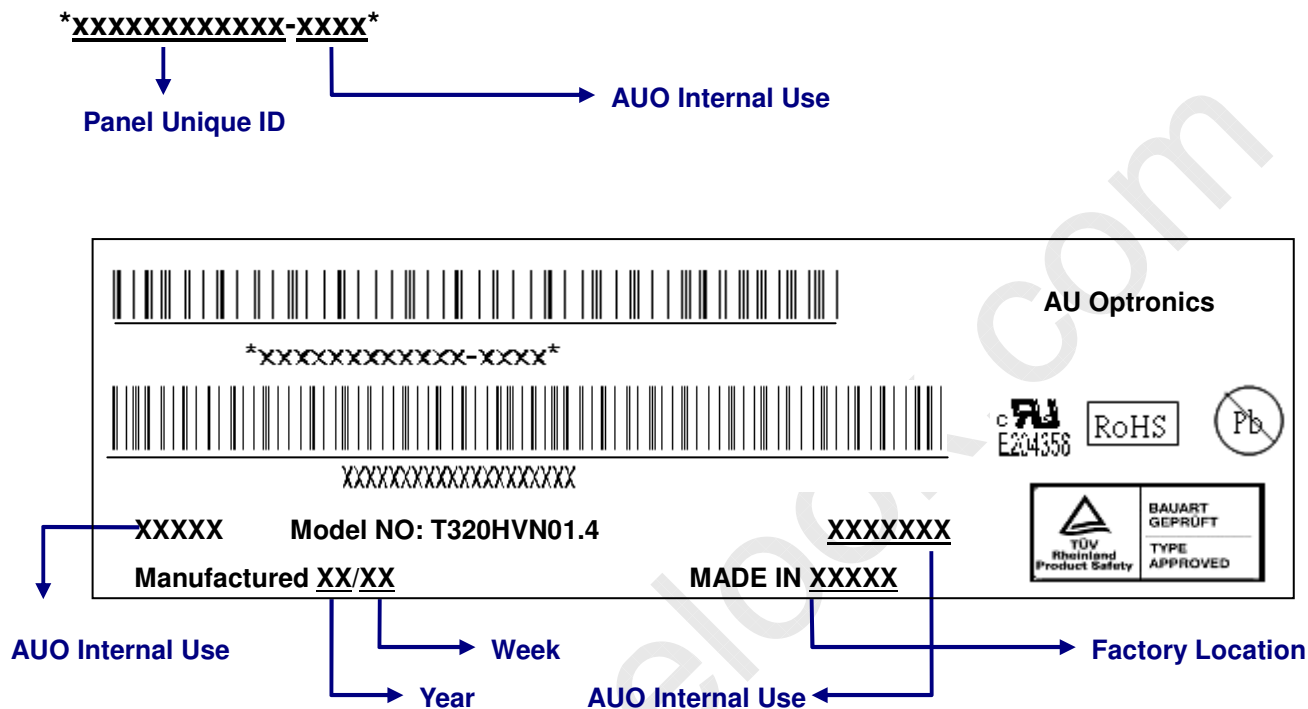 *xxxxxxxxxxxx-xxxx*
AUO Internal Use
Panel Unique ID
AU Optronics
*xxxxxxxxxxxx-xxxx*
c
E204356
RoHS
Pb
XXXXXXXXXXXXXXXXXXXX
XXXXX Model NO: T320HVN01.4 XXXXXXX
BAUART
GEPRÜFT
TÜV
Rheinland
Product Safety
TYPE
APPROVED
Manufactured XX/XX MADE IN XXXXX
AUO Internal Use Week Factory Location
Year AUO Internal Use